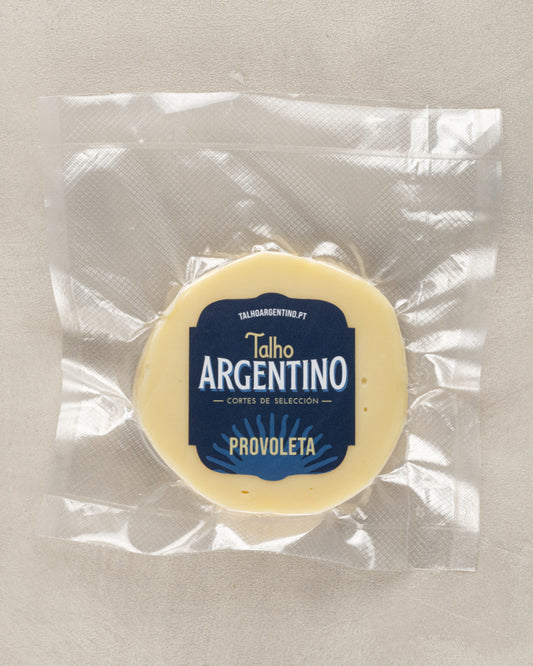 TALHOARGENTINO.PT
Talho
ARGENTINO
CORTES DE SELECCIÓN
PROVOLETA